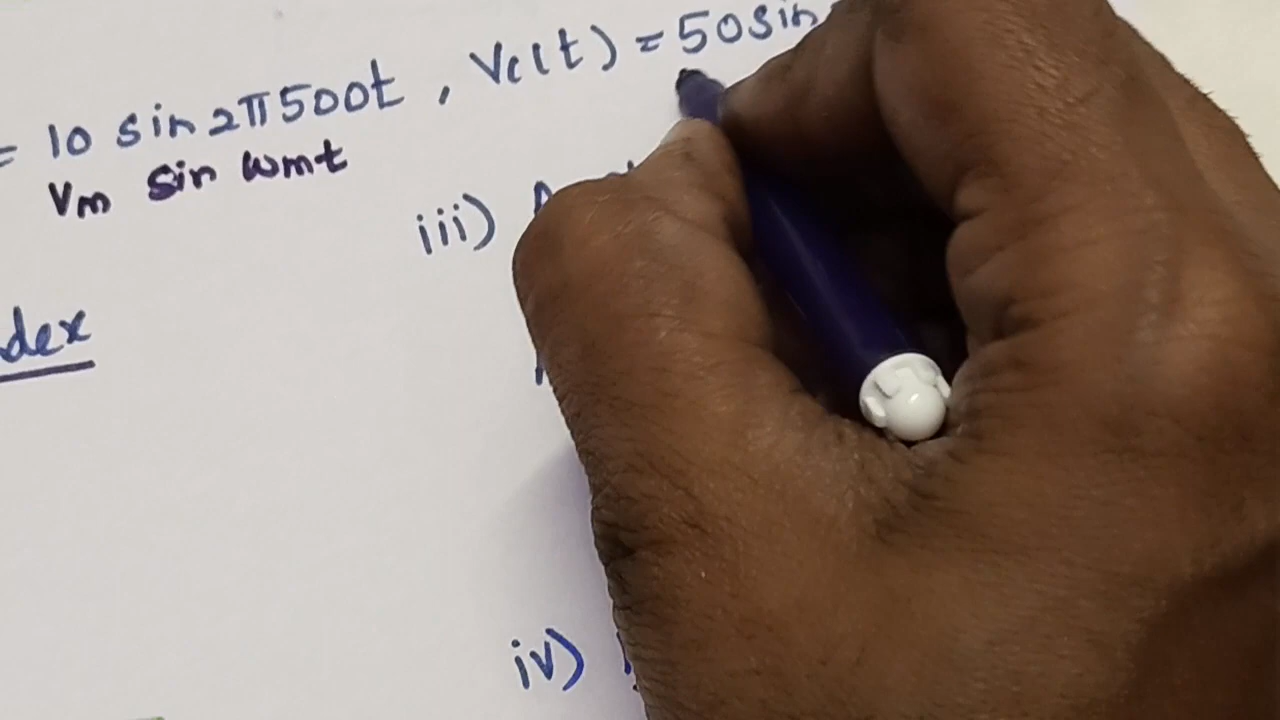 = 10 sin 2π500t , Vc(t) = 50 sin
Vm sin ωmt
iii)
dex
iv)